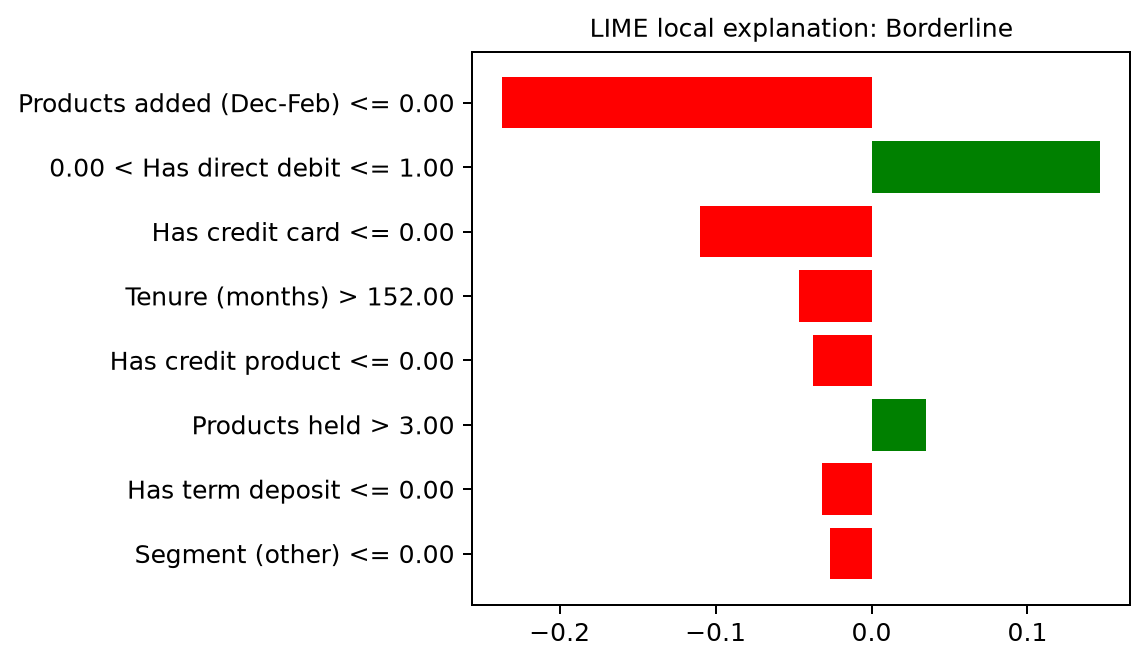 LIME local explanation: Borderline
Products added (Dec-Feb) <= 0.00
0.00 < Has direct debit <= 1.00
Has credit card <= 0.00
Tenure (months) > 152.00
Has credit product <= 0.00
Products held > 3.00
Has term deposit <= 0.00
Segment (other) <= 0.00
−0.2 −0.1 0.0 0.1